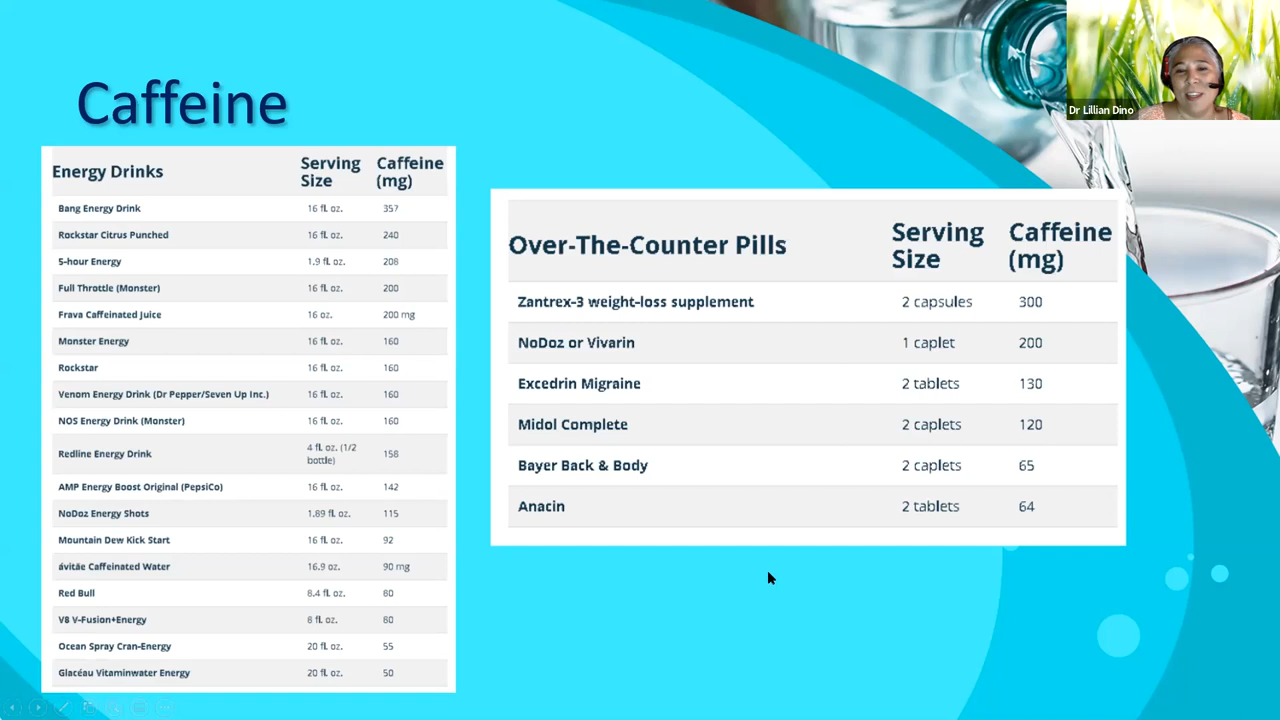 Caffeine
Dr Lillian Dino
Energy Drinks Serving Size Caffeine (mg)
Bang Energy Drink 16 fl. oz. 357
Rockstar Citrus Punched 16 fl. oz. 240
5-hour Energy 1.9 fl. oz. 208
Full Throttle (Monster) 16 fl. oz. 200
Frava Caffeinated Juice 16 oz. 200 mg
Monster Energy 16 fl. oz. 160
Rockstar 16 fl. oz. 160
Venom Energy Drink (Dr Pepper/Seven Up Inc.) 16 fl. oz. 160
NOS Energy Drink (Monster) 16 fl. oz. 160
Redline Energy Drink 4 fl. oz. (1/2 bottle) 158
AMP Energy Boost Original (PepsiCo) 16 fl. oz. 142
NoDoz Energy Shots 1.89 fl. oz. 115
Mountain Dew Kick Start 16 fl. oz. 92
ávitāe Caffeinated Water 16.9 oz. 90 mg
Red Bull 8.4 fl. oz. 80
V8 V-Fusion+Energy 8 fl. oz. 80
Ocean Spray Cran-Energy 20 fl. oz. 55
Glacéau Vitaminwater Energy 20 fl. oz. 50
Over-The-Counter Pills Serving Size Caffeine (mg)
Zantrex-3 weight-loss supplement 2 capsules 300
NoDoz or Vivarin 1 caplet 200
Excedrin Migraine 2 tablets 130
Midol Complete 2 caplets 120
Bayer Back & Body 2 caplets 65
Anacin 2 tablets 64